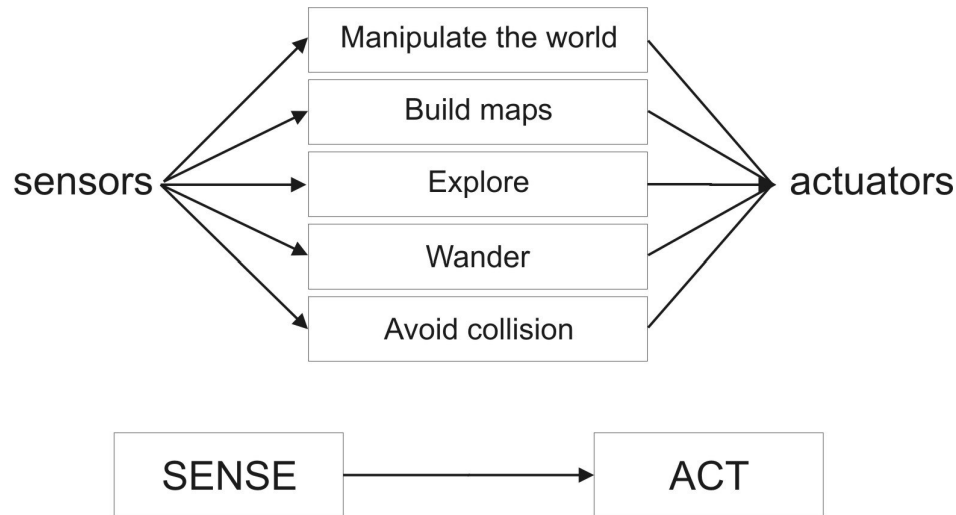 Manipulate the world
Build maps
sensors
Explore
actuators
Wander
Avoid collision
SENSE
ACT